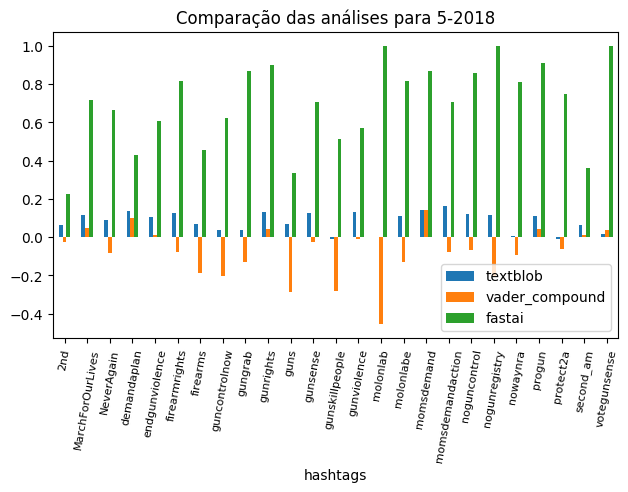 Comparação das análises para 5-2018
1.0
0.8
0.6
0.4
0.2
0.0
−0.2
−0.4
textblob
vader_compound
fastai
2nd
MarchForOurLives
NeverAgain
demandaplan
endgunviolence
firearmrights
firearms
guncontrolnow
gungrab
gunrights
guns
gunsense
gunskillpeople
gunviolence
molonlab
molonlabe
momsdemand
momsdemandaction
noguncontrol
nogunregistry
nowaynra
progun
protect2a
second_am
votegunsense
hashtags